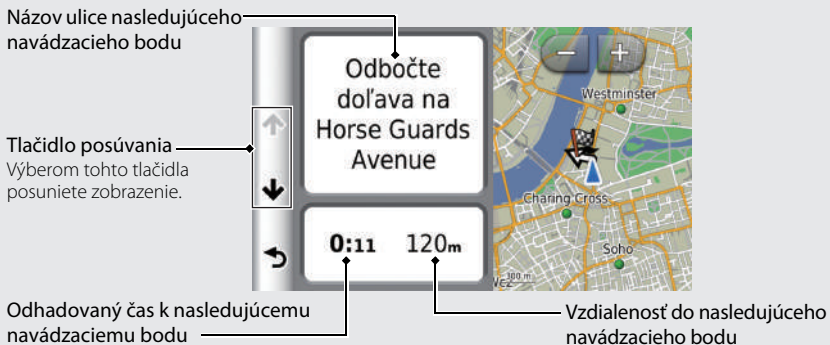 Názov ulice nasledujúceho
navádzacieho bodu
Tlačidlo posúvania
Výberom tohto tlačidla
posuniete zobrazenie.
Odbočte
doľava na
Horse Guards
Avenue
0:11 120m
Westminster
Charing Cross
Soho
300 m
Odhadovaný čas k nasledujúcemu
navádzaciemu bodu
Vzdialenosť do nasledujúceho
navádzacieho bodu